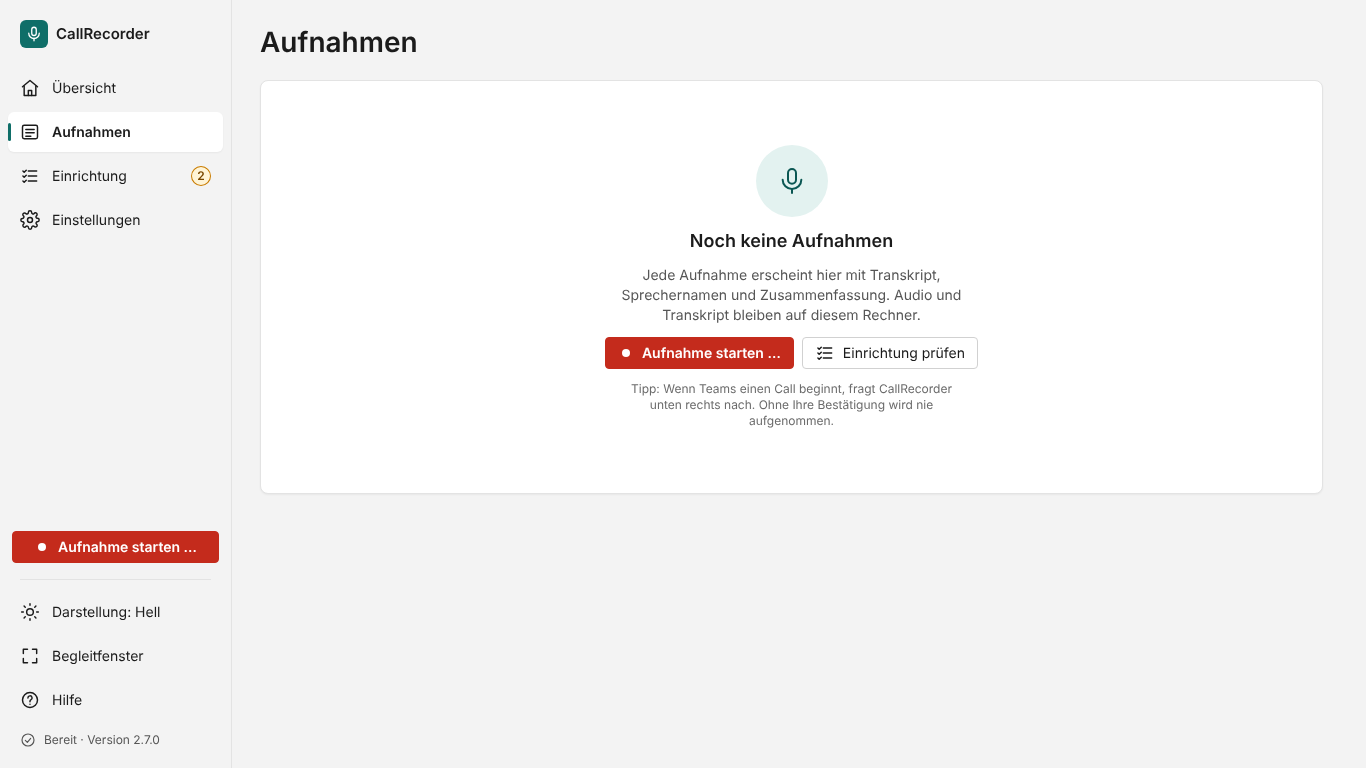 CallRecorder
Übersicht
Aufnahmen
Einrichtung 2
Einstellungen
Aufnahme starten ...
Darstellung: Hell
Begleitfenster
Hilfe
Bereit · Version 2.7.0
Aufnahmen
Noch keine Aufnahmen
Jede Aufnahme erscheint hier mit Transkript,
Sprechernamen und Zusammenfassung. Audio und
Transkript bleiben auf diesem Rechner.
Aufnahme starten ... Einrichtung prüfen
Tipp: Wenn Teams einen Call beginnt, fragt CallRecorder
unten rechts nach. Ohne Ihre Bestätigung wird nie
aufgenommen.